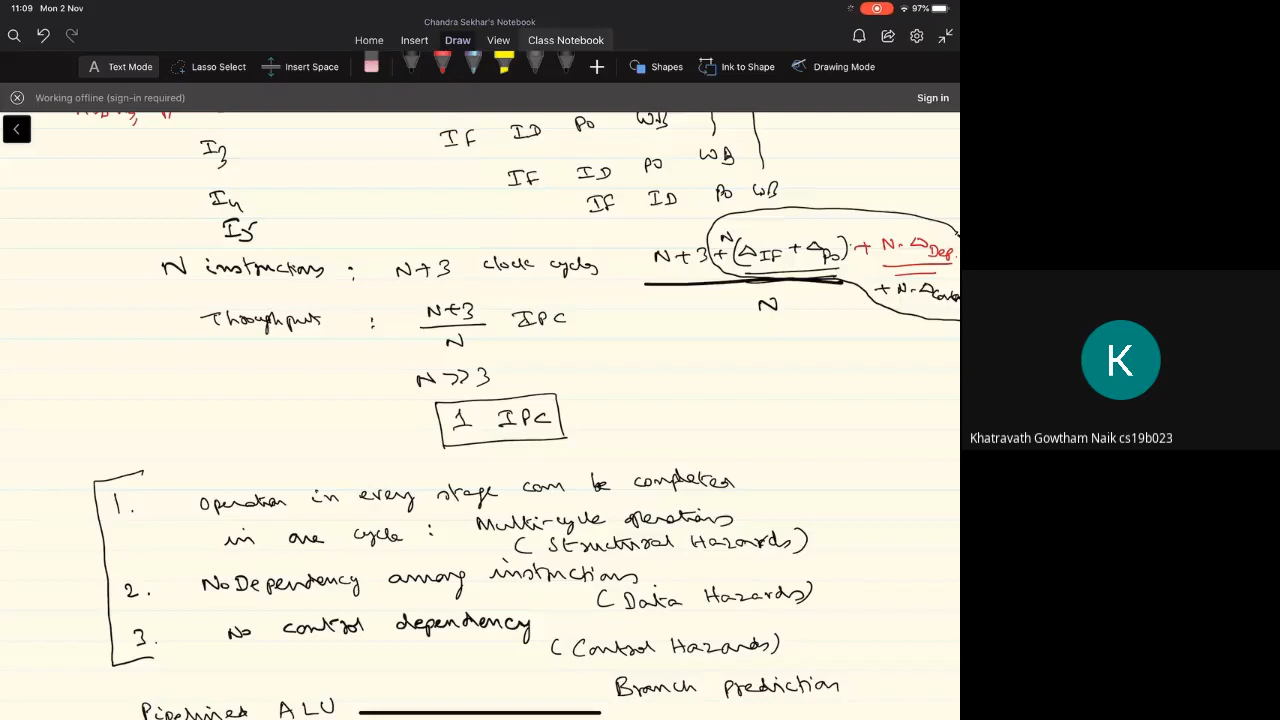 11:09 Mon 2 Nov
97%
Chandra Sekhar's Notebook
Home Insert Draw View Class Notebook
A Text Mode Lasso Select Insert Space Shapes Ink to Shape Drawing Mode
Working offline (sign-in required) Sign in
IF ID PO WB
I3
IF ID PO WB
I4
IF ID PO WB
I5
N instructions : N+3 clock cycles
N+3 + N(ΔIF + ΔPO) + N·ΔDep.
+ N·Δ
N
Throughput : N+3 IPC
N
N >> 3
1 IPC
1. Operation in every stage can be completed
in one cycle : Multi-cycle operations
(Structural Hazards)
2. No Dependency among instructions
(Data Hazards)
3. No control dependency
(Control Hazards)
Branch prediction
Pipelined ALU
K
Khatravath Gowtham Naik cs19b023